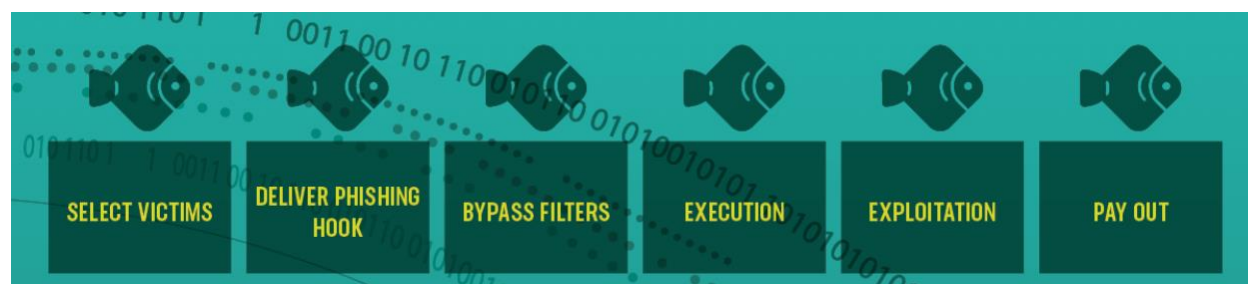 SELECT VICTIMS
DELIVER PHISHING
HOOK
BYPASS FILTERS
EXECUTION
EXPLOITATION
PAY OUT